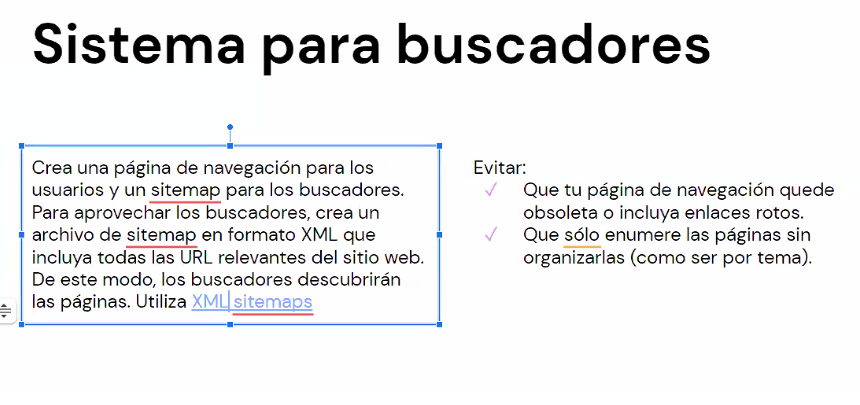 Sistema para buscadores
Crea una página de navegación para los
usuarios y un sitemap para los buscadores.
Para aprovechar los buscadores, crea un
archivo de sitemap en formato XML que
incluya todas las URL relevantes del sitio web.
De este modo, los buscadores descubrirán
las páginas. Utiliza XML sitemaps
Evitar:
✓ Que tu página de navegación quede
obsoleta o incluya enlaces rotos.
✓ Que sólo enumere las páginas sin
organizarlas (como ser por tema).